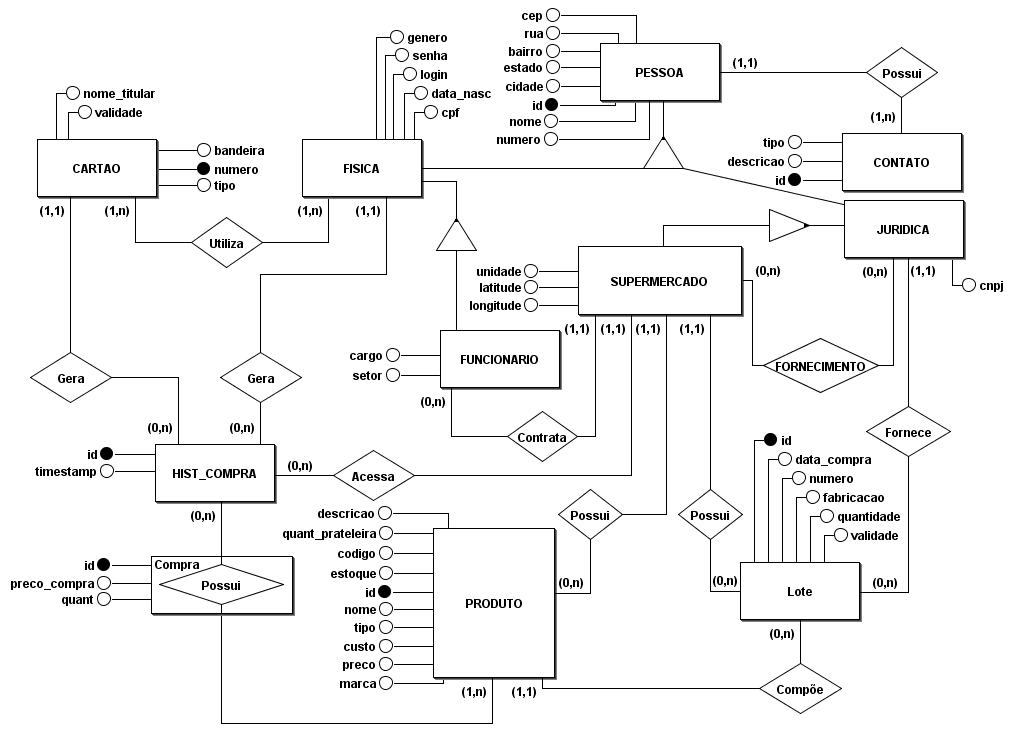 cep
rua
bairro
estado
cidade
id
nome
numero
PESSOA
(1,1)
Possui
(1,n)
tipo
descricao
id
CONTATO
genero
senha
login
data_nasc
cpf
FISICA
(1,n)
(1,1)
nome_titular
validade
CARTAO
bandeira
numero
tipo
(1,1)
(1,n)
Utiliza
JURIDICA
(0,n)
(1,1)
cnpj
unidade
latitude
longitude
SUPERMERCADO
(0,n)
(1,1)
(1,1)
(1,1)
(1,1)
FORNECIMENTO
cargo
setor
FUNCIONARIO
(0,n)
Contrata
Gera
Gera
(0,n)
(0,n)
Fornece
id
timestamp
HIST_COMPRA
(0,n)
(0,n)
Acessa
id
data_compra
numero
fabricacao
quantidade
validade
Lote
(0,n)
(0,n)
(0,n)
Possui
Possui
(0,n)
descricao
quant_prateleira
codigo
estoque
id
nome
tipo
custo
preco
marca
PRODUTO
(1,n)
(1,1)
id
preco_compra
quant
Compra
Possui
Compõe